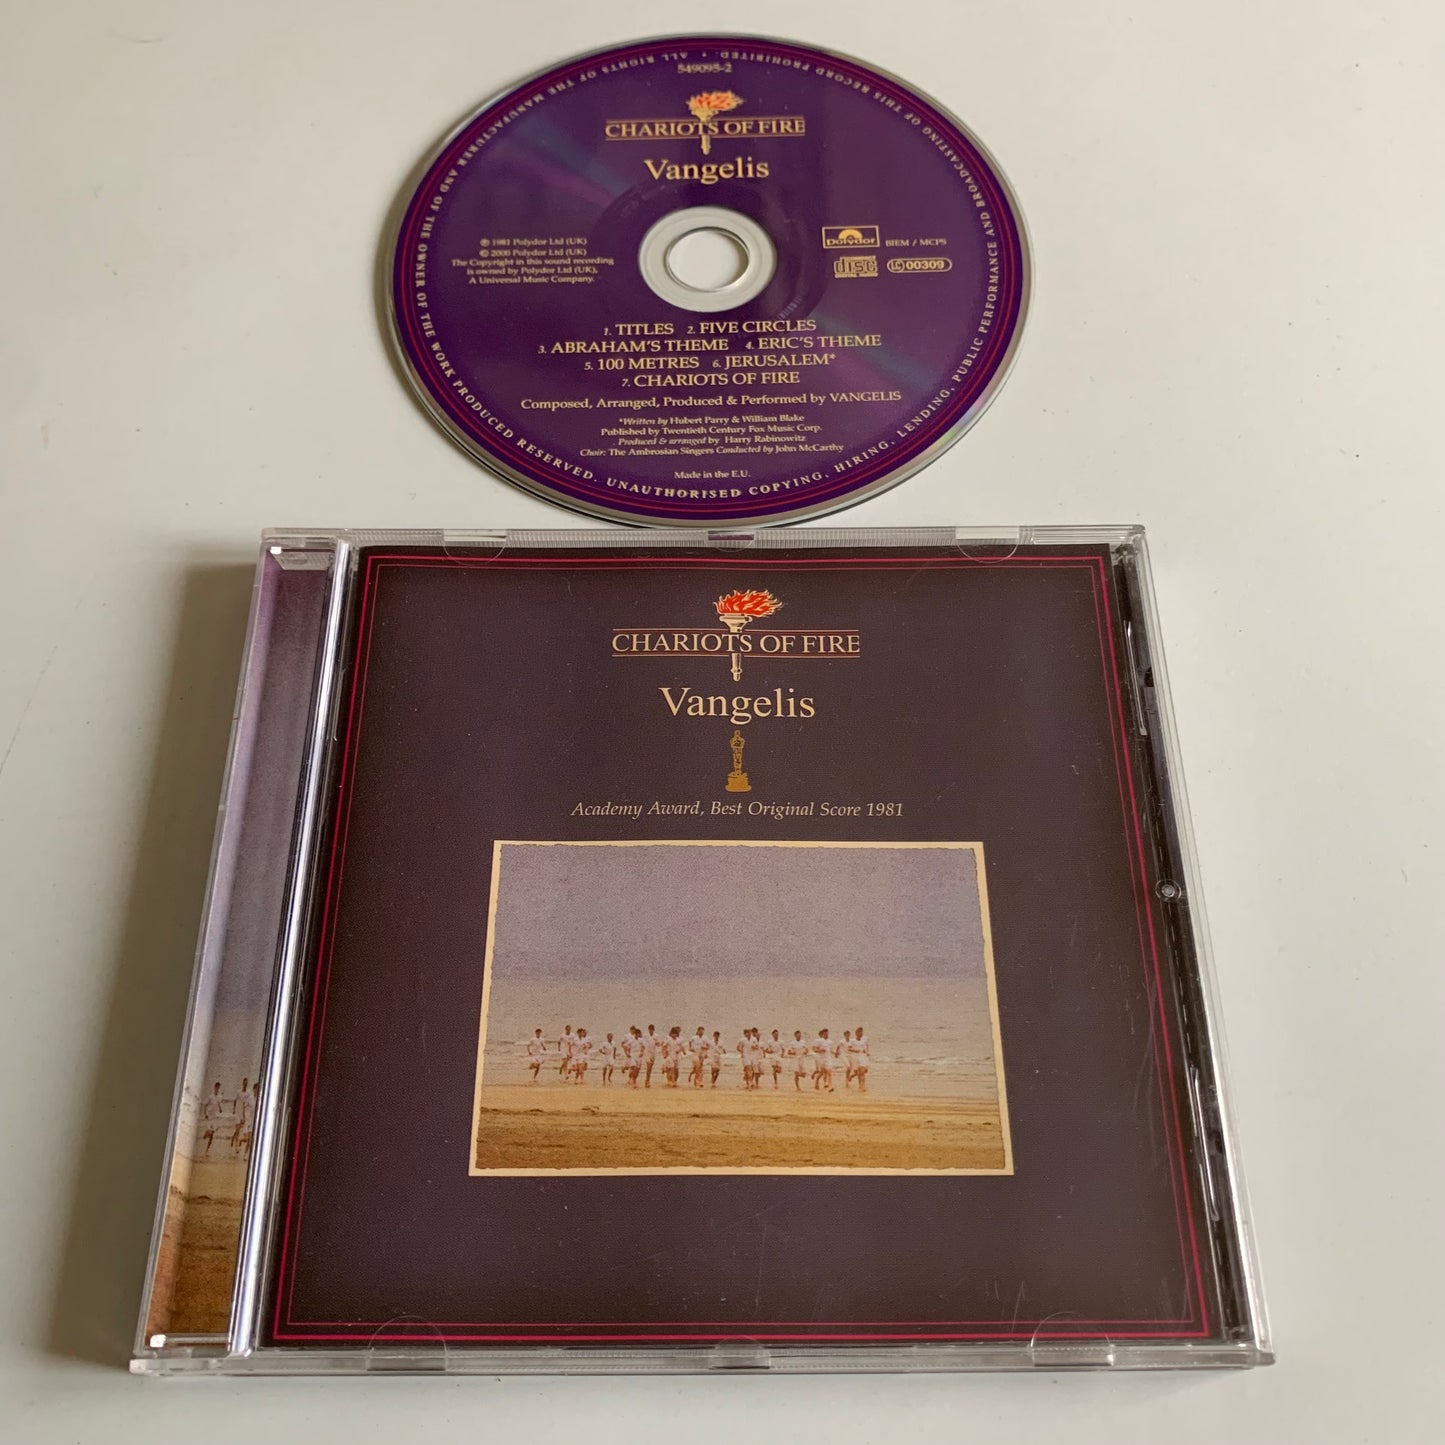 549095-2
CHARIOTS OF FIRE
Vangelis
℗ 1981 Polydor Ltd (UK)
© 2000 Polydor Ltd (UK)
The Copyright in this sound recording
is owned by Polydor Ltd (UK),
A Universal Music Company.
Polydor
BIEM / MCPS
COMPACT
disc
DIGITAL AUDIO
LC 00309
1. TITLES 2. FIVE CIRCLES
3. ABRAHAM'S THEME 4. ERIC'S THEME
5. 100 METRES 6. JERUSALEM*
7. CHARIOTS OF FIRE
Composed, Arranged, Produced & Performed by VANGELIS
*Written by Hubert Parry & William Blake
Published by Twentieth Century Fox Music Corp.
Produced & arranged by Harry Rabinowitz
Choir: The Ambrosian Singers Conducted by John McCarthy
Made in the E.U.
ALL RIGHTS OF THE MANUFACTURER AND OF THE OWNER OF THE WORK PRODUCED RESERVED. UNAUTHORISED COPYING, HIRING, LENDING, PUBLIC PERFORMANCE AND BROADCASTING OF THIS RECORD PROHIBITED. •
CHARIOTS OF FIRE
Vangelis
Academy Award, Best Original Score 1981